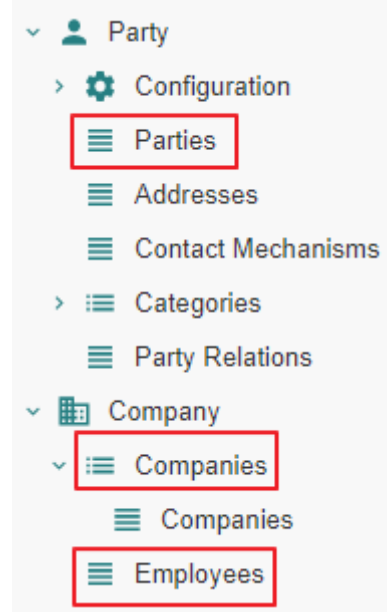 Party
Configuration
Parties
Addresses
Contact Mechanisms
Categories
Party Relations
Company
Companies
Companies
Employees